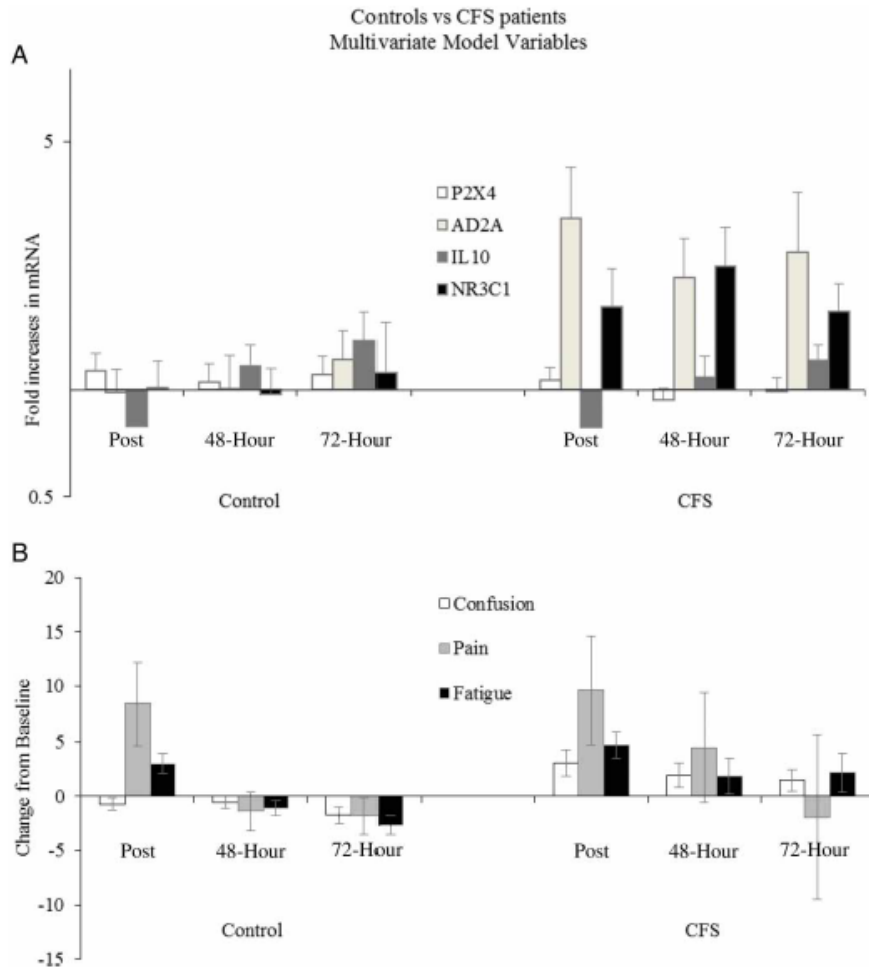 Controls vs CFS patients
Multivariate Model Variables
A
Fold increases in mRNA
5
0.5
P2X4
AD2A
IL10
NR3C1
Post 48-Hour 72-Hour Post 48-Hour 72-Hour
Control CFS
B
Change from Baseline
20
15
10
5
0
-5
-10
-15
Confusion
Pain
Fatigue
Post 48-Hour 72-Hour Post 48-Hour 72-Hour
Control CFS